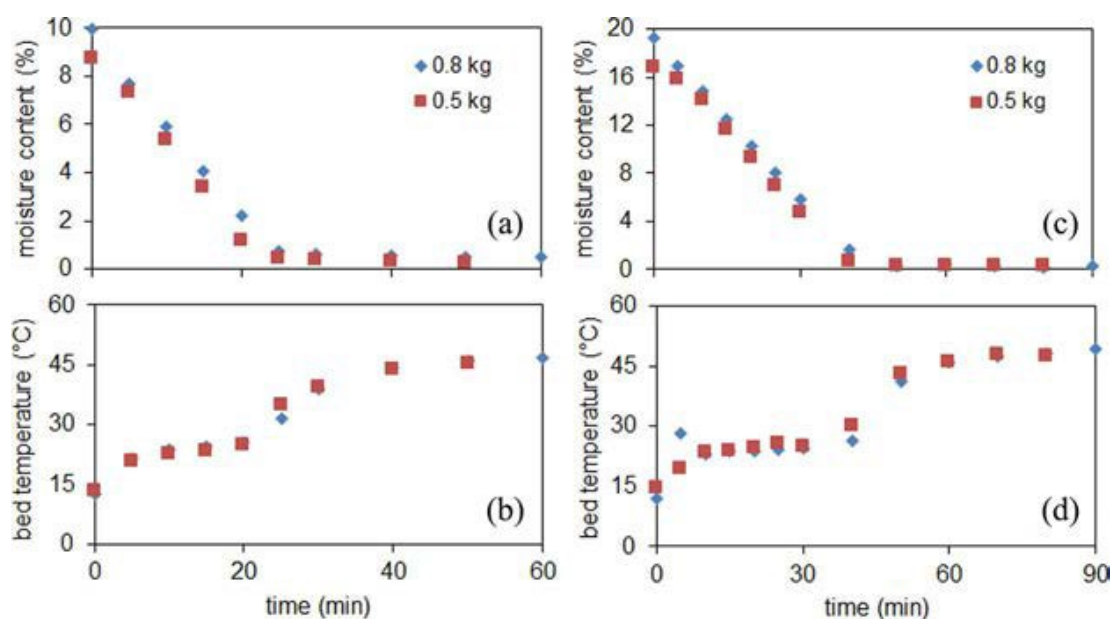 10
8
6
4
2
0
moisture content (%)
0.8 kg
0.5 kg
(a)
20
16
12
8
4
0
moisture content (%)
0.8 kg
0.5 kg
(c)
60
45
30
15
0
bed temperature (°C)
(b)
0 20 40 60
time (min)
60
45
30
15
0
bed temperature (°C)
(d)
0 30 60 90
time (min)